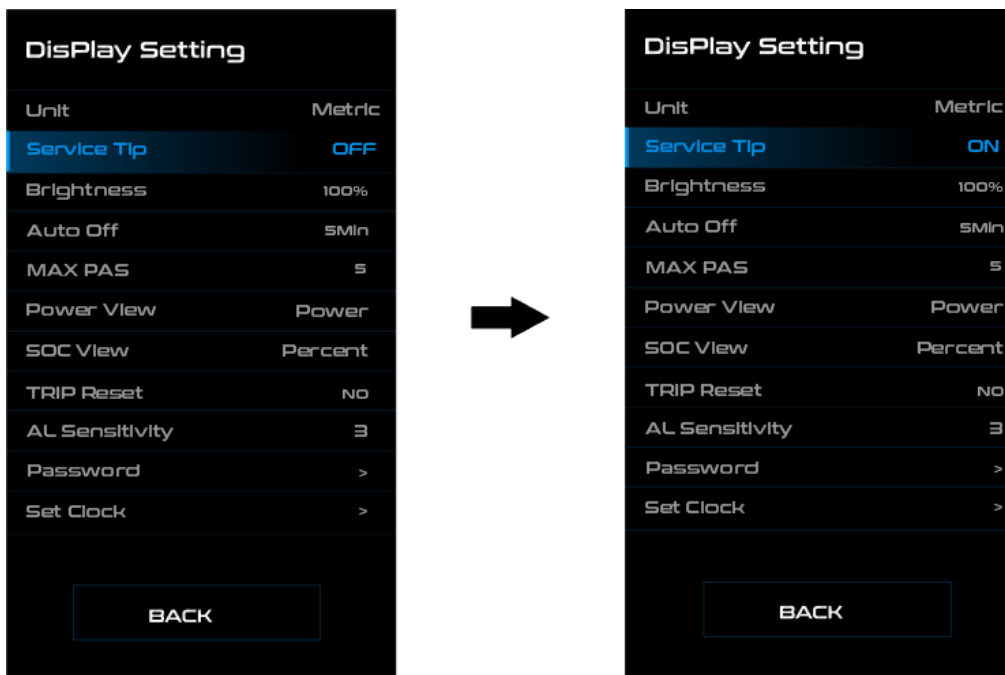 DisPlay Setting
Unit Metric
Service Tip OFF
Brightness 100%
Auto Off 5Min
MAX PAS 5
Power View Power
SOC View Percent
TRIP Reset NO
AL Sensitivity 3
Password >
Set Clock >
BACK
DisPlay Setting
Unit Metric
Service Tip ON
Brightness 100%
Auto Off 5Min
MAX PAS 5
Power View Power
SOC View Percent
TRIP Reset NO
AL Sensitivity 3
Password >
Set Clock >
BACK